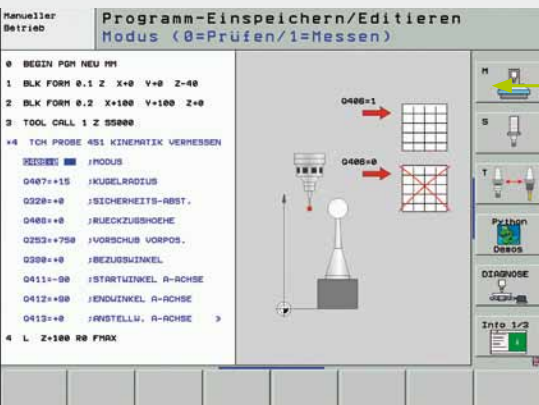 Manueller
Betrieb
Programm-Einspeichern/Editieren
Modus (0=Prüfen/1=Messen)
0 BEGIN PGM NEU MM
1 BLK FORM 0.1 Z X+0 Y+0 Z-40
2 BLK FORM 0.2 X+100 Y+100 Z+0
3 TOOL CALL 1 Z S5000
*4 TCH PROBE 451 KINEMATIK VERMESSEN
;MODUS
Q407=+15 ;KUGELRADIUS
Q320=+0 ;SICHERHEITS-ABST.
Q408=+0 ;RUECKZUGSHOEHE
Q253=+750 ;VORSCHUB VORPOS.
Q380=+0 ;BEZUGSWINKEL
Q411=-90 ;STARTWINKEL A-ACHSE
Q412=+90 ;ENDWINKEL A-ACHSE
Q413=+0 ;ANSTELLW. A-ACHSE >
4 L Z+100 R0 FMAX
Q406=1
Q406=0
M
S
T
Python
Demos
DIAGNOSE
Info 1/3